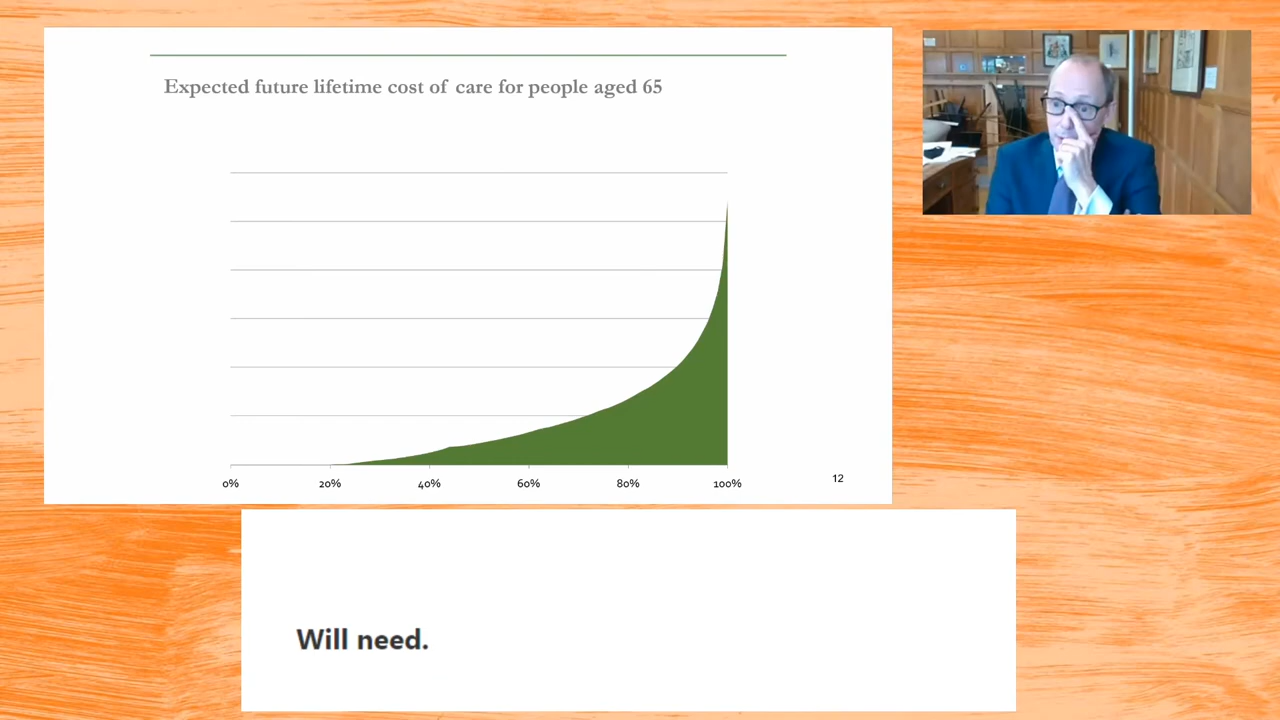 Expected future lifetime cost of care for people aged 65
0% 20% 40% 60% 80% 100%
12
Will need.